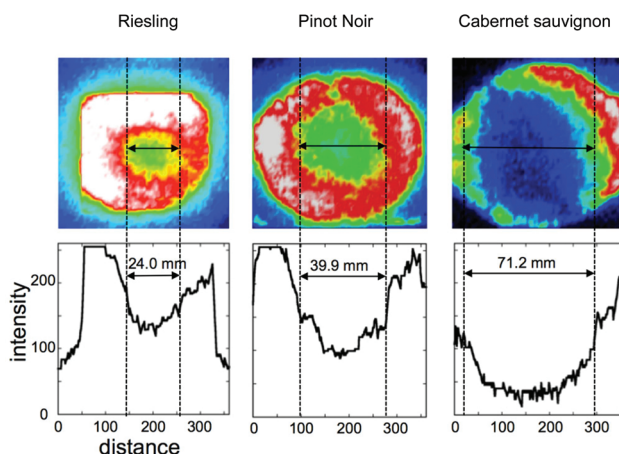 Riesling
Pinot Noir
Cabernet sauvignon
24.0 mm
39.9 mm
71.2 mm
200
100
0
intensity
0 100 200 300
0 100 200 300
0 100 200 300
distance